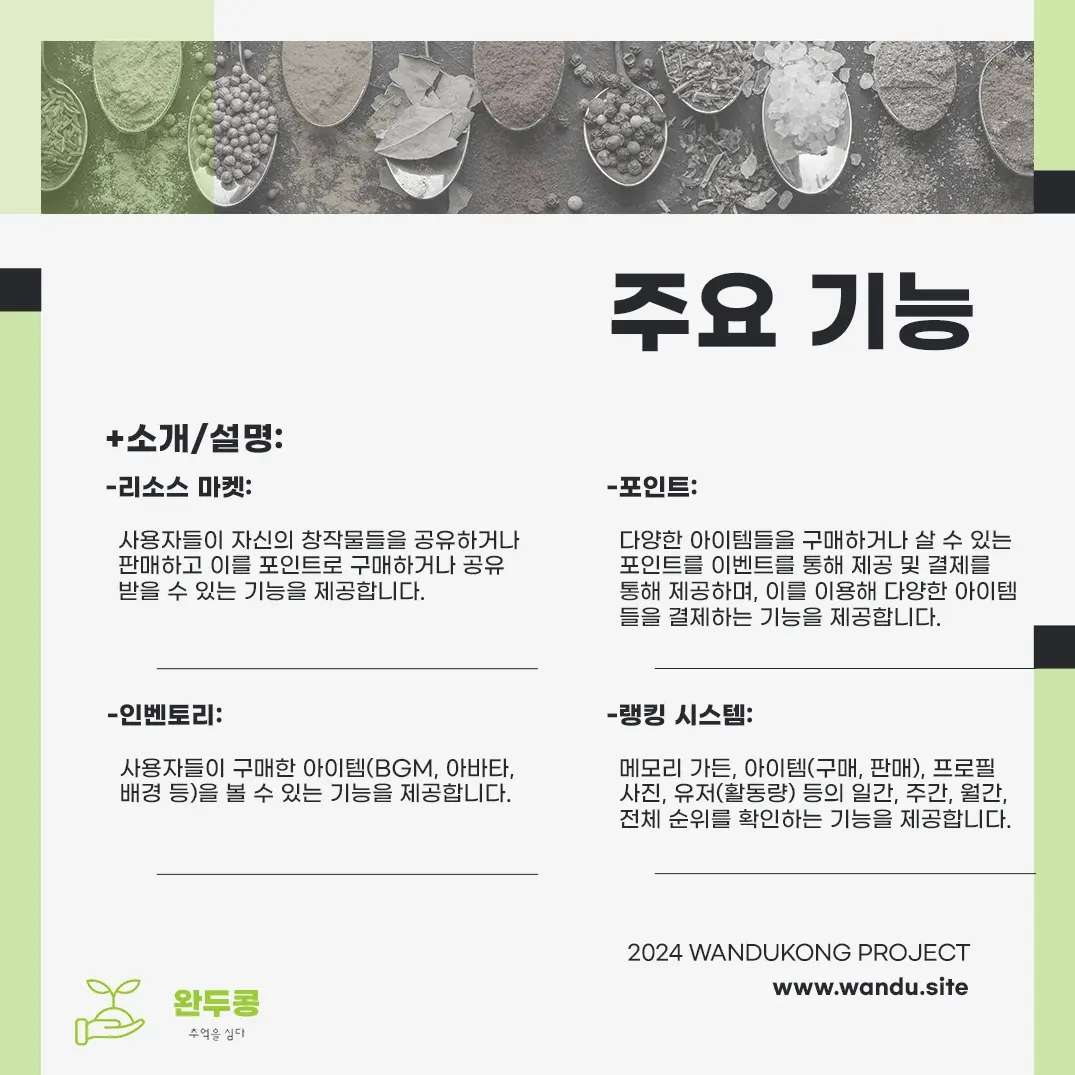 주요 기능
+소개/설명:
-리소스 마켓:
사용자들이 자신의 창작물들을 공유하거나
판매하고 이를 포인트로 구매하거나 공유
받을 수 있는 기능을 제공합니다.
-포인트:
다양한 아이템들을 구매하거나 살 수 있는
포인트를 이벤트를 통해 제공 및 결제를
통해 제공하며, 이를 이용해 다양한 아이템
들을 결제하는 기능을 제공합니다.
-인벤토리:
사용자들이 구매한 아이템(BGM, 아바타,
배경 등)을 볼 수 있는 기능을 제공합니다.
-랭킹 시스템:
메모리 가든, 아이템(구매, 판매), 프로필
사진, 유저(활동량) 등의 일간, 주간, 월간,
전체 순위를 확인하는 기능을 제공합니다.
2024 WANDUKONG PROJECT
www.wandu.site
완두콩
추억을 심다